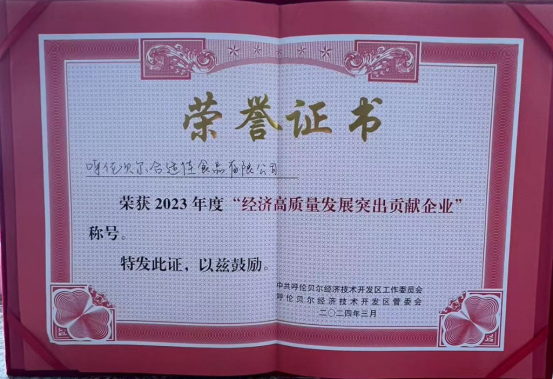 荣誉证书
呼伦贝尔合适佳食品有限公司
荣获2023年度“经济高质量发展突出贡献企业”
称号。
特发此证，以兹鼓励。
中共呼伦贝尔经济技术开发区工作委员会
呼伦贝尔经济技术开发区管委会
二〇二四年三月